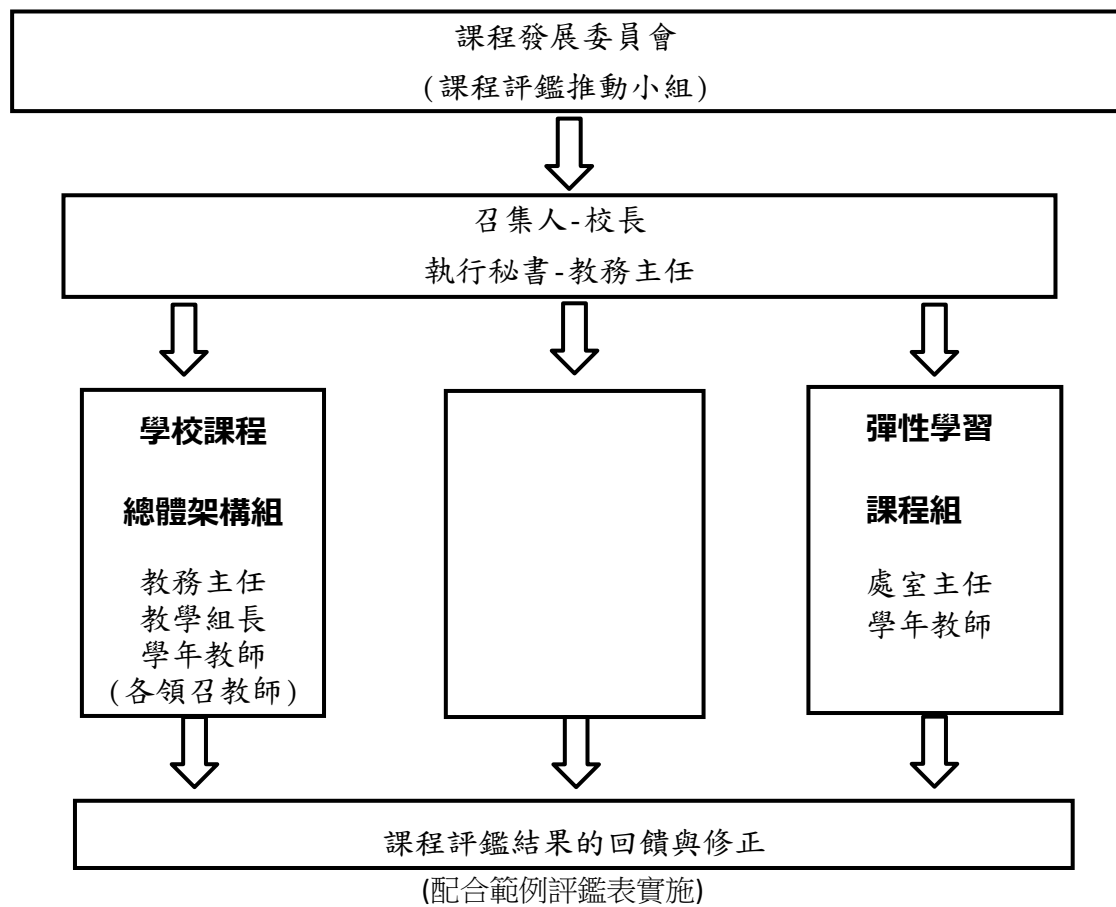 課程發展委員會
(課程評鑑推動小組)
召集人-校長
執行秘書-教務主任
學校課程
總體架構組
教務主任
教學組長
學年教師
(各領召教師)
彈性學習
課程組
處室主任
學年教師
課程評鑑結果的回饋與修正
(配合範例評鑑表實施)